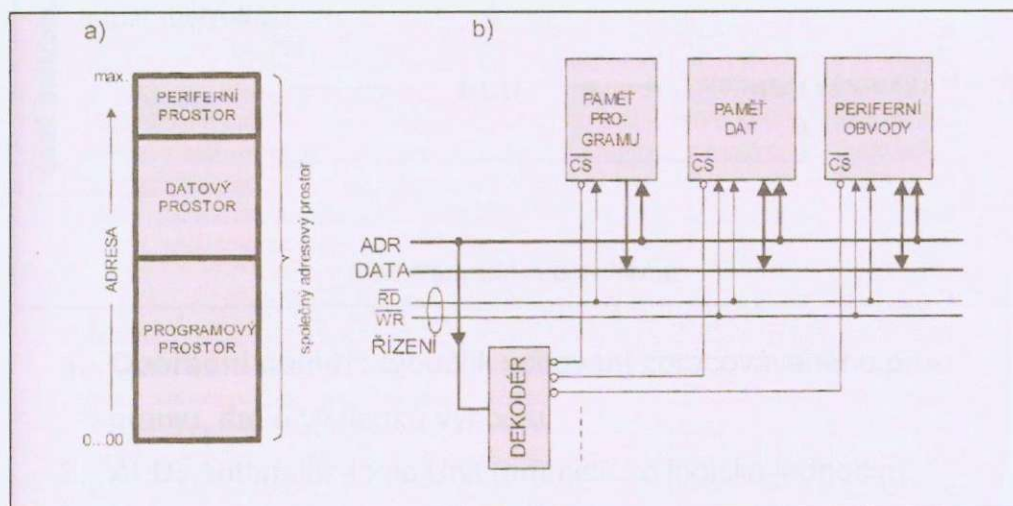 a)
max.
PERIFERNÍ
PROSTOR
DATOVÝ
PROSTOR
PROGRAMOVÝ
PROSTOR
0...00
ADRESA
společný adresový prostor
b)
PAMĚŤ
PRO-
GRAMU
CS
PAMĚŤ
DAT
CS
PERIFERNÍ
OBVODY
CS
ADR
DATA
RD
WR
ŘÍZENÍ
DEKODÉR